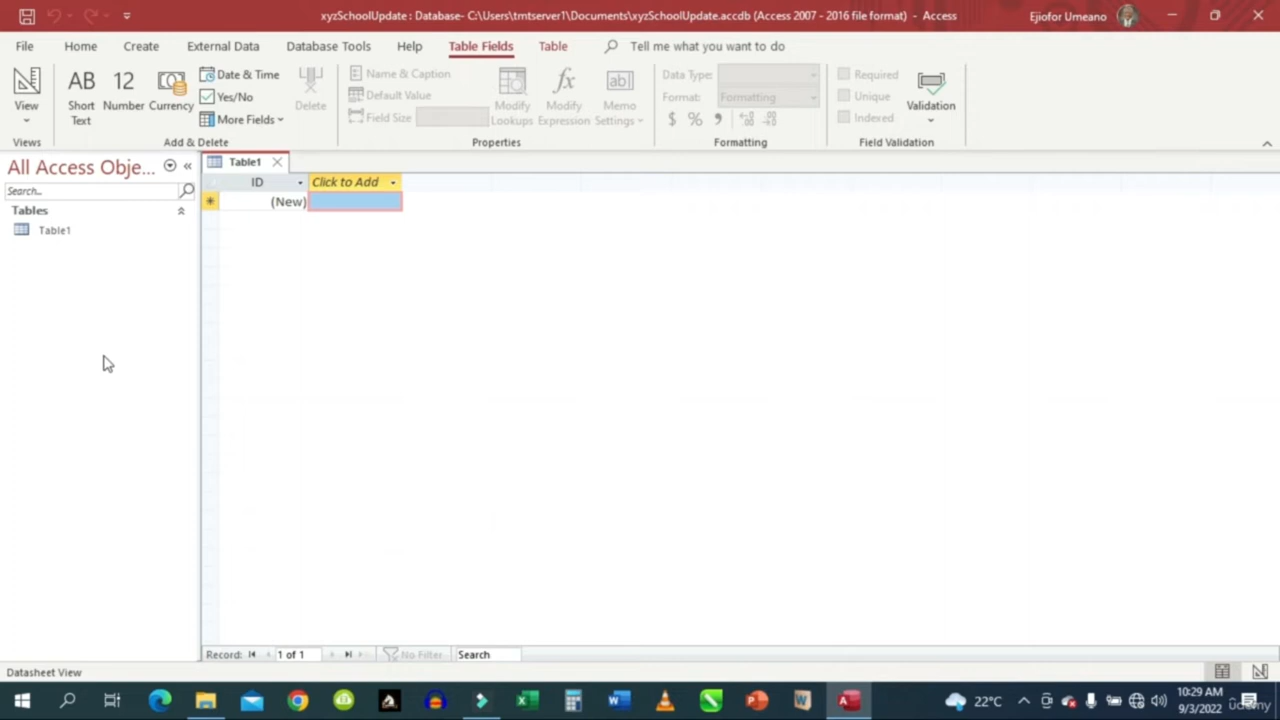 xyzSchoolUpdate : Database- C:\Users\tmtserver1\Documents\xyzSchoolUpdate.accdb (Access 2007 - 2016 file format) - Access
Ejiofor Umeano
File Home Create External Data Database Tools Help Table Fields Table Tell me what you want to do
View
Views
AB
Short
Text
12
Number
Currency
Date & Time
Yes/No
More Fields
Delete
Add & Delete
Name & Caption
Default Value
Field Size
Modify
Lookups
fx
Modify
Expression
ab
Memo
Settings
Properties
Data Type:
Format: Formatting
$ %
Formatting
Required
Unique
Indexed
Validation
Field Validation
All Access Obje...
Search...
Tables
Table1
Table1
ID Click to Add
(New)
Record: 1 of 1 No Filter Search
Datasheet View
22°C
10:29 AM
9/3/2022
ûdemy